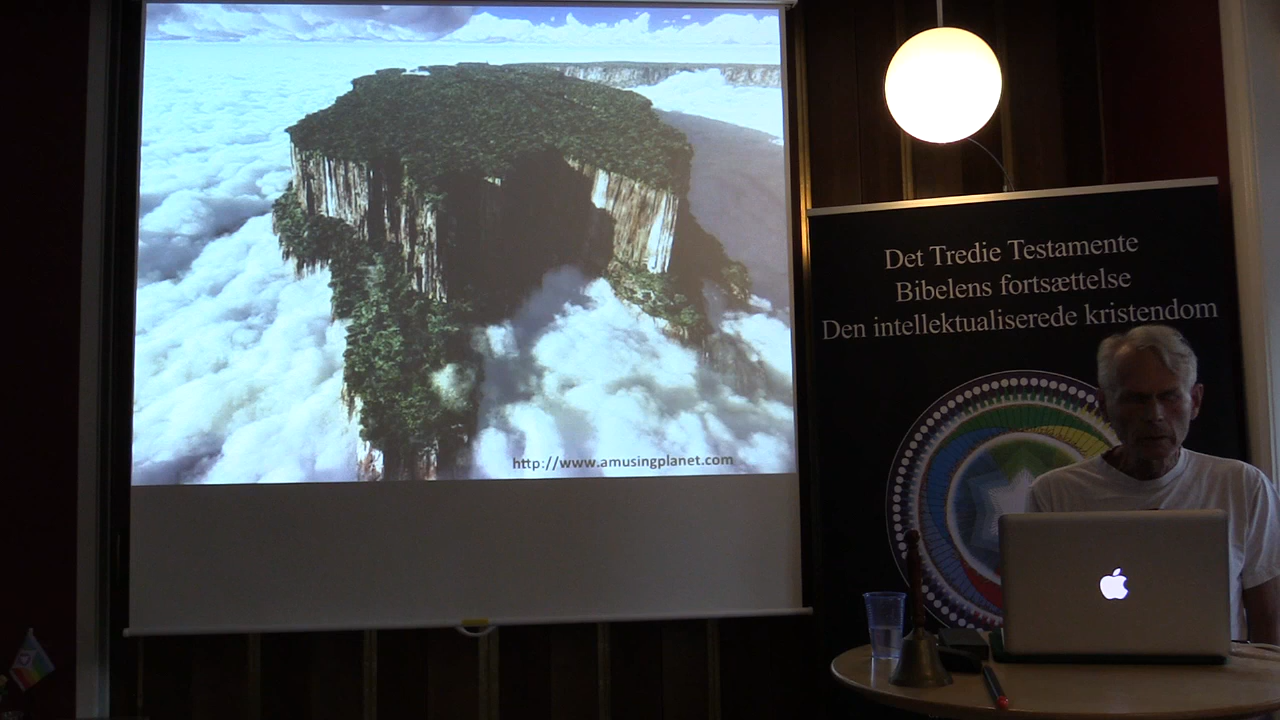 http://www.amusingplanet.com
Det Tredie Testamente
Bibelens fortsættelse
Den intellektualiserede kristendom